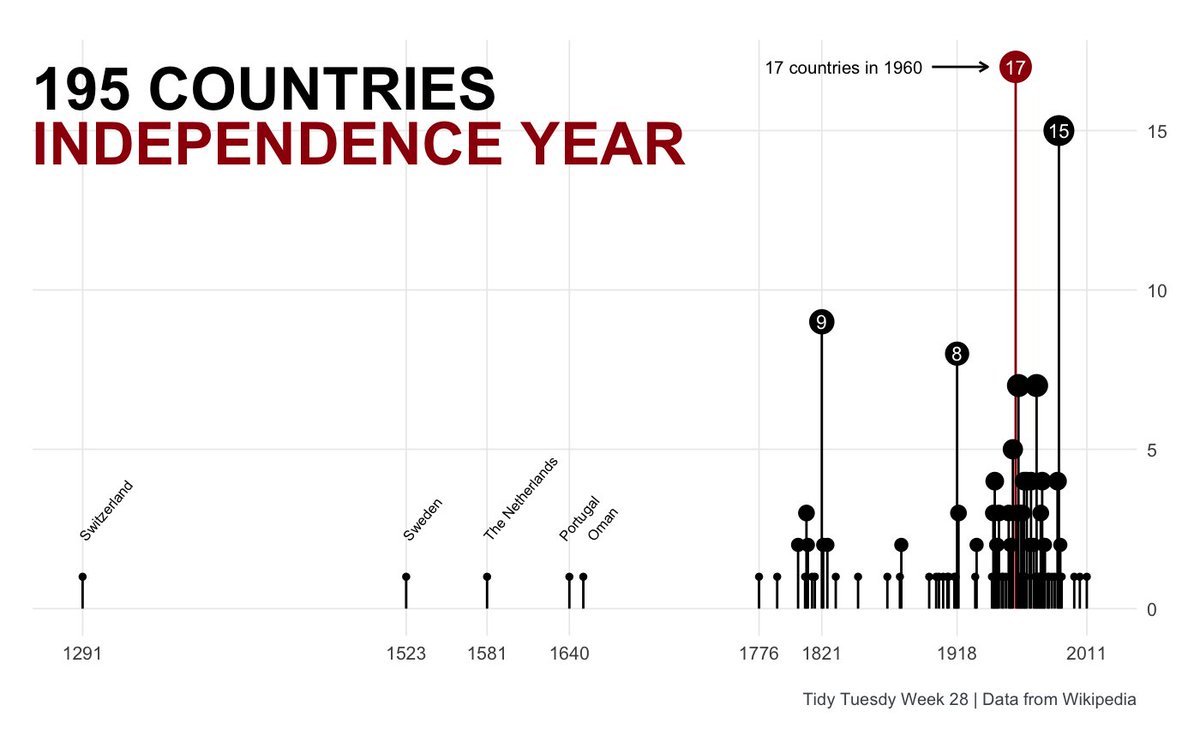 195 COUNTRIES
INDEPENDENCE YEAR
17 countries in 1960
17
15
15
10
9
8
5
Switzerland
Sweden
The Netherlands
Portugal
Oman
0
1291
1523
1581
1640
1776
1821
1918
2011
Tidy Tuesdy Week 28 | Data from Wikipedia